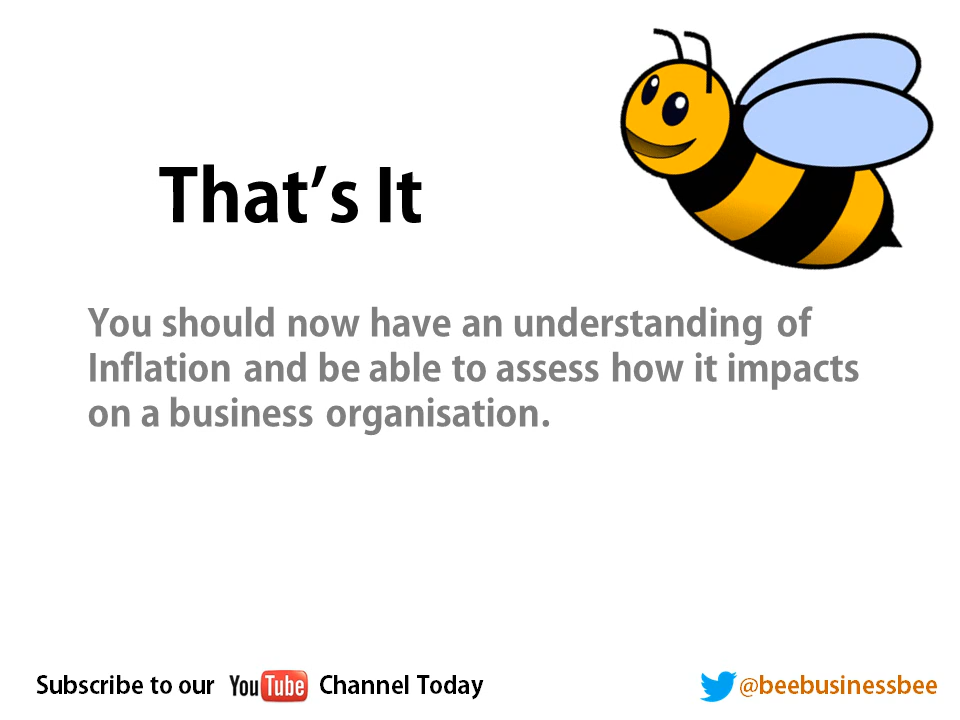 That’s It
You should now have an understanding of
Inflation and be able to assess how it impacts
on a business organisation.
Subscribe to our YouTube Channel Today
@beebusinessbee